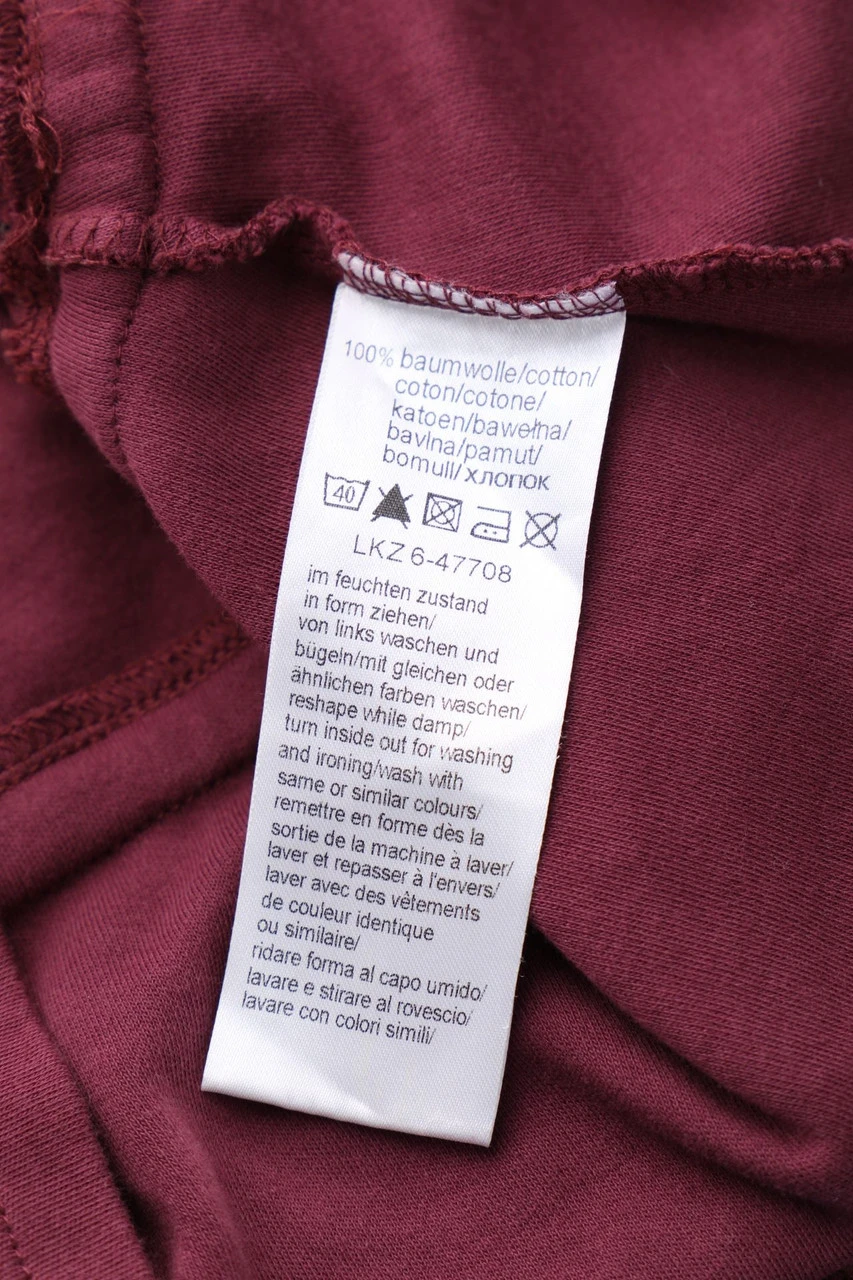 100% baumwolle/cotton/
coton/cotone/
katoen/bawełna/
bavlna/pamut/
bomull/хлопок
40
LKZ 6-47708
im feuchten zustand
in form ziehen/
von links waschen und
bügeln/mit gleichen oder
ähnlichen farben waschen/
reshape while damp/
turn inside out for washing
and ironing/wash with
same or similar colours/
remettre en forme dès la
sortie de la machine à laver/
laver et repasser à l'envers/
laver avec des vêtements
de couleur identique
ou similaire/
ridare forma al capo umido/
lavare e stirare al rovescio/
lavare con colori simili/